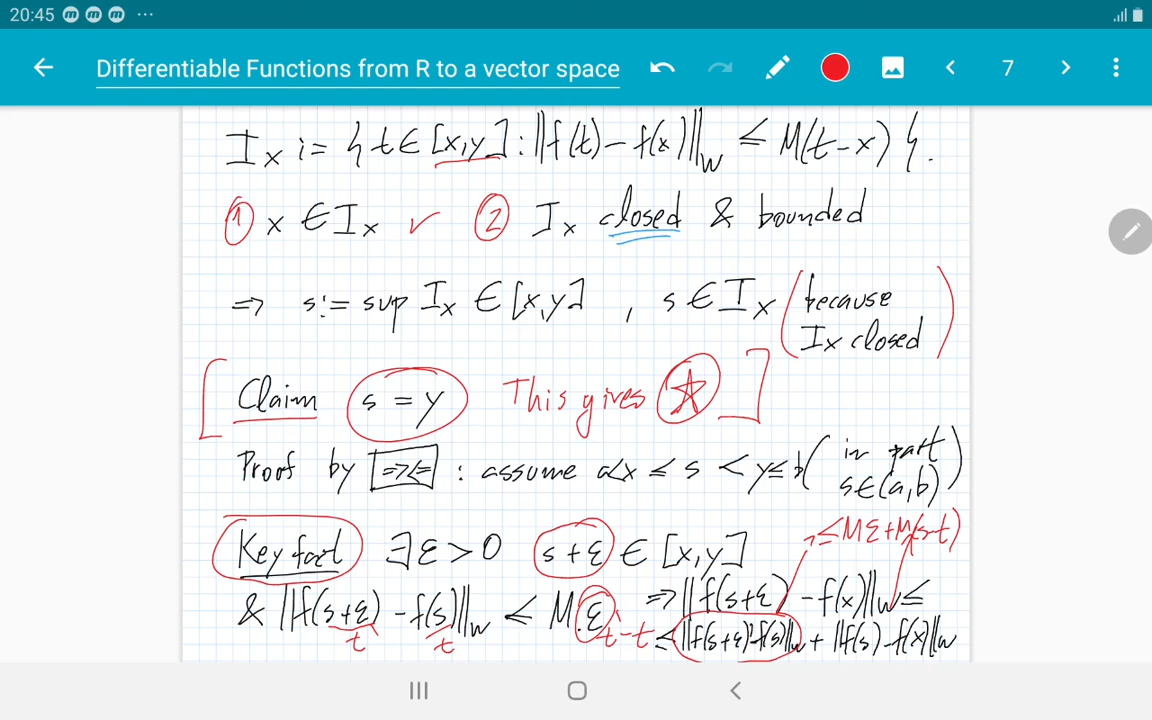 20:45
Differentiable Functions from R to a vector space 7
I_x := { t ∈ [x,y] : ||f(t) - f(x)||_W ≤ M(t-x) }.
① x ∈ I_x ✓ ② I_x closed & bounded
⇒ s := sup I_x ∈ [x,y] , s ∈ I_x (because
I_x closed)
[Claim s = y This gives ☆]
Proof by ⇒⇐ : assume a<x ≤ s < y ≤ b (in part
s ∈ (a,b))
≤ Mε + M(s-t)
Key fact ∃ε > 0 s+ε ∈ [x,y]
& ||f(s+ε) - f(s)||_W ≤ M.ε ⇒ ||f(s+ε) - f(x)||_W ≤
t t t-t ≤ ||f(s+ε)-f(s)||_W + ||f(s)-f(x)||_W